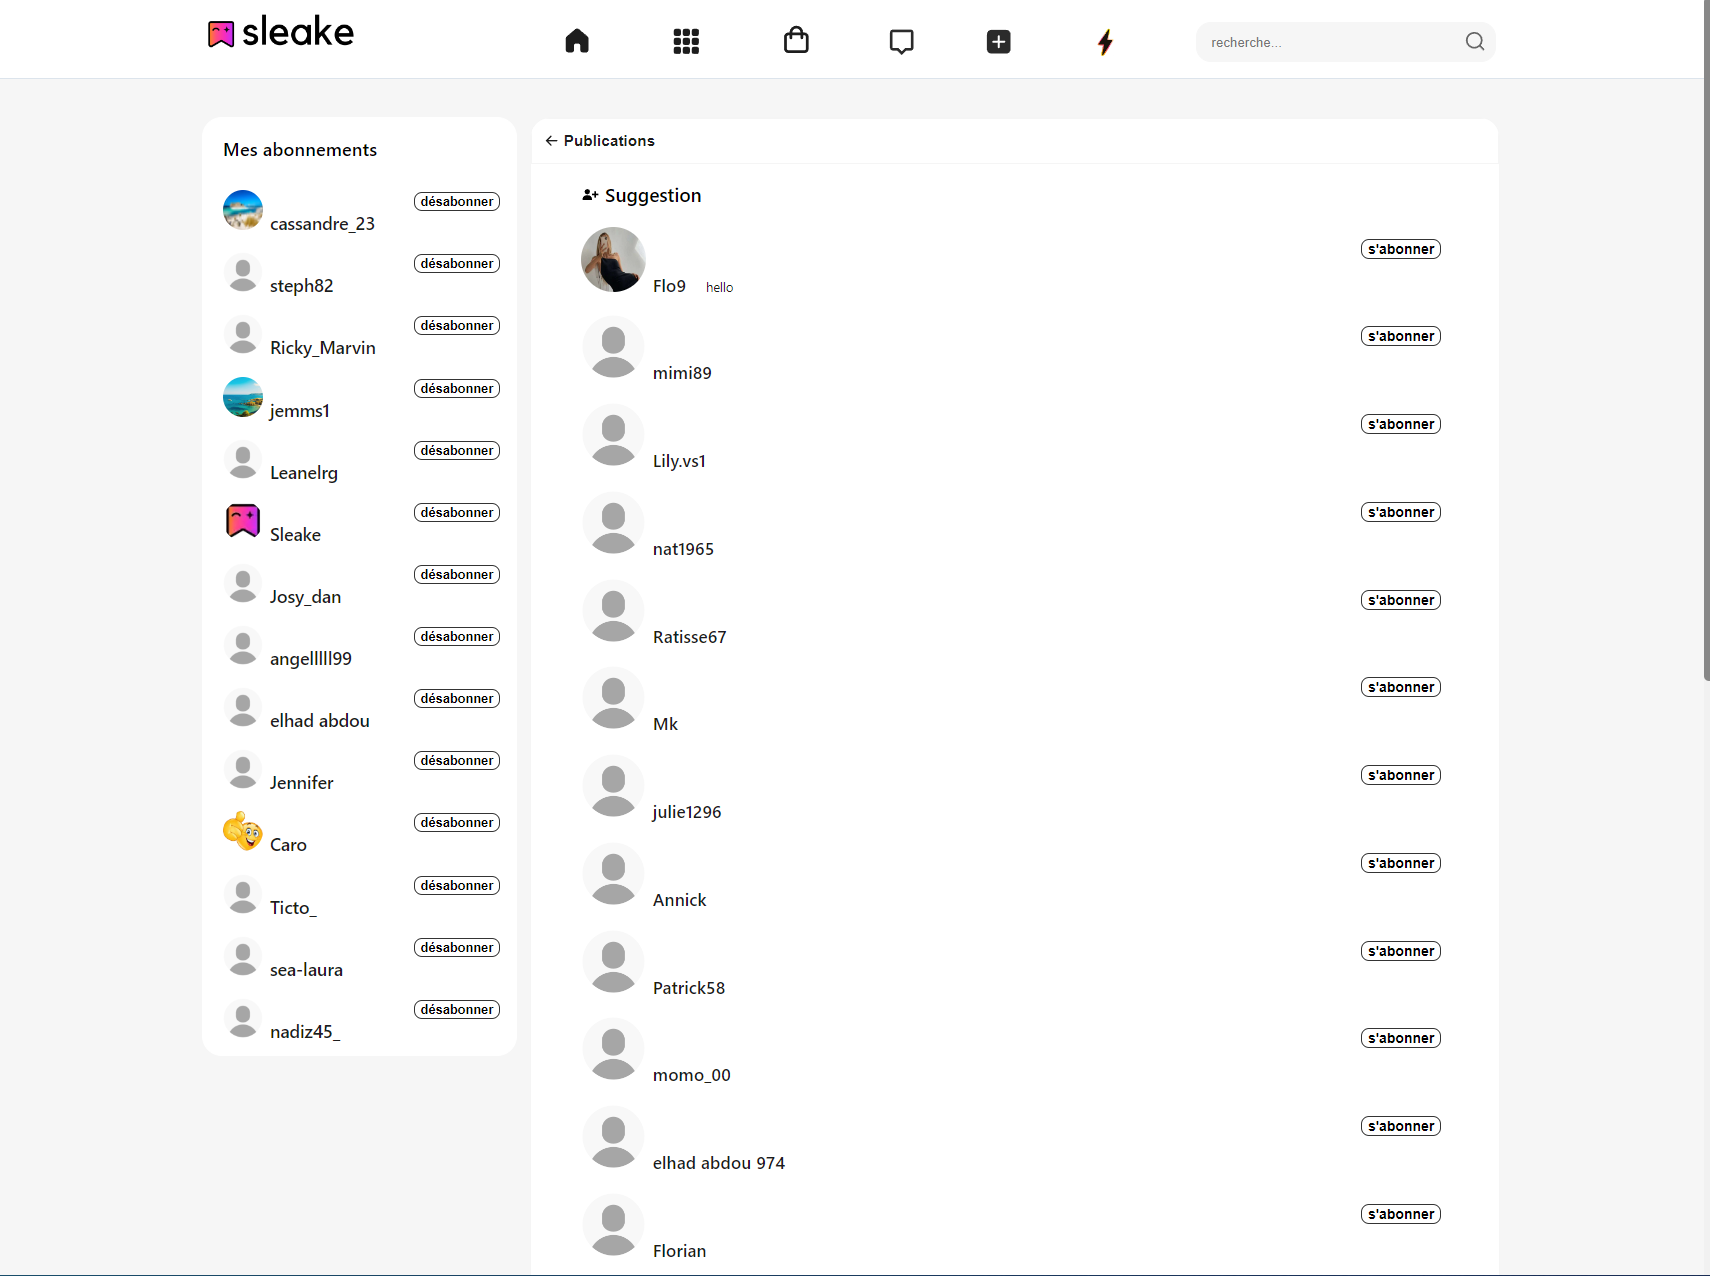 sleake
recherche...
Mes abonnements
cassandre_23 désabonner
steph82 désabonner
Ricky_Marvin désabonner
jemms1 désabonner
Leanelrg désabonner
Sleake désabonner
Josy_dan désabonner
angelllll99 désabonner
elhad abdou désabonner
Jennifer désabonner
Caro désabonner
Ticto_ désabonner
sea-laura désabonner
nadiz45_ désabonner
← Publications
Suggestion
Flo9 hello s'abonner
mimi89 s'abonner
Lily.vs1 s'abonner
nat1965 s'abonner
Ratisse67 s'abonner
Mk s'abonner
julie1296 s'abonner
Annick s'abonner
Patrick58 s'abonner
momo_00 s'abonner
elhad abdou 974 s'abonner
Florian s'abonner